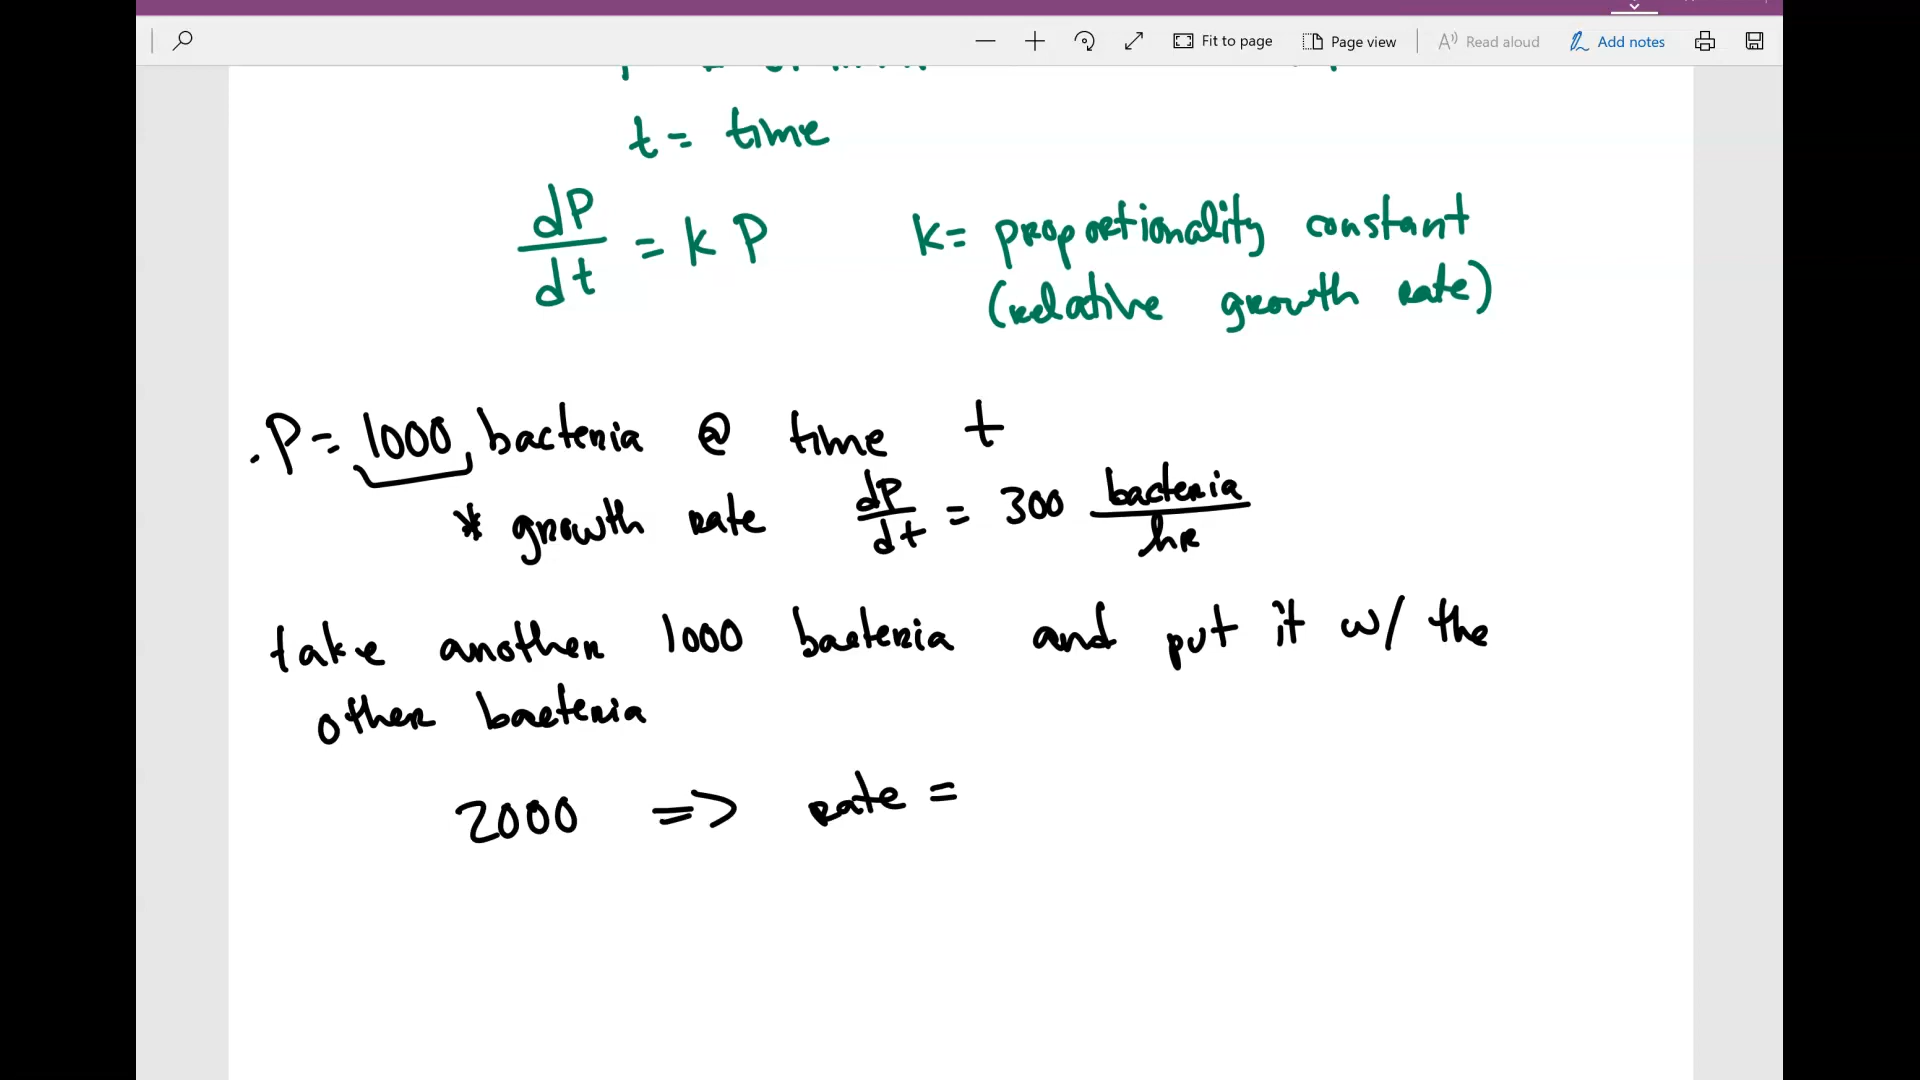 Fit to page Page view Read aloud Add notes
t = time
dP/dt = k P k = proportionality constant
(relative growth rate)
. P = 1000 bacteria @ time t
* growth rate dP/dt = 300 bacteria/hr
take another 1000 bacteria and put it w/ the
other bacteria
2000 => rate =